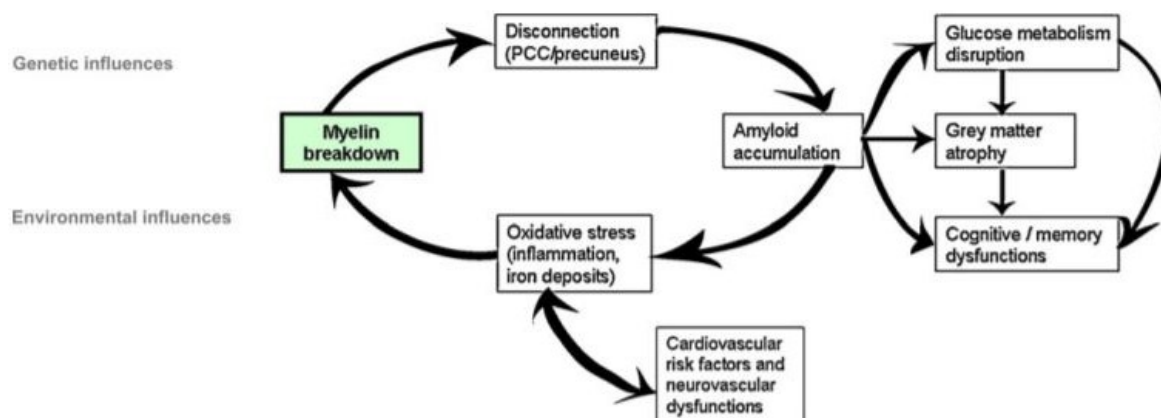 Genetic influences
Environmental influences
Disconnection
(PCC/precuneus)
Myelin
breakdown
Amyloid
accumulation
Oxidative stress
(inflammation,
iron deposits)
Cardiovascular
risk factors and
neurovascular
dysfunctions
Glucose metabolism
disruption
Grey matter
atrophy
Cognitive / memory
dysfunctions